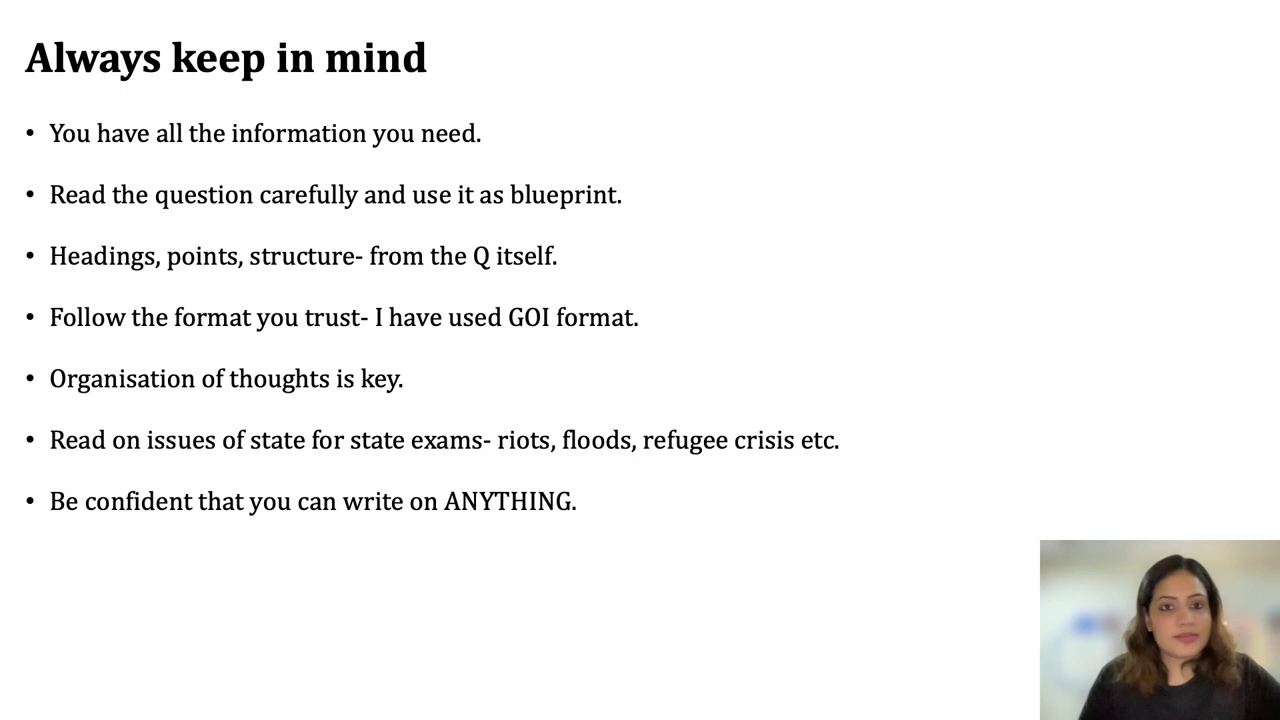 Always keep in mind
• You have all the information you need.
• Read the question carefully and use it as blueprint.
• Headings, points, structure- from the Q itself.
• Follow the format you trust- I have used GOI format.
• Organisation of thoughts is key.
• Read on issues of state for state exams- riots, floods, refugee crisis etc.
• Be confident that you can write on ANYTHING.